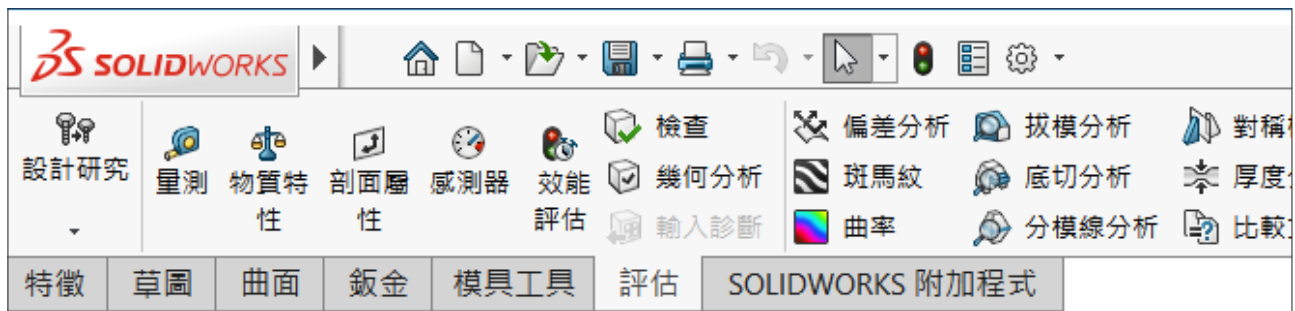 SOLIDWORKS
設計研究
量測
物質特性
剖面屬性
感測器
效能評估
檢查
幾何分析
輸入診斷
偏差分析
斑馬紋
曲率
拔模分析
底切分析
分模線分析
對稱
厚度
比較
特徵 草圖 曲面 鈑金 模具工具 評估 SOLIDWORKS 附加程式